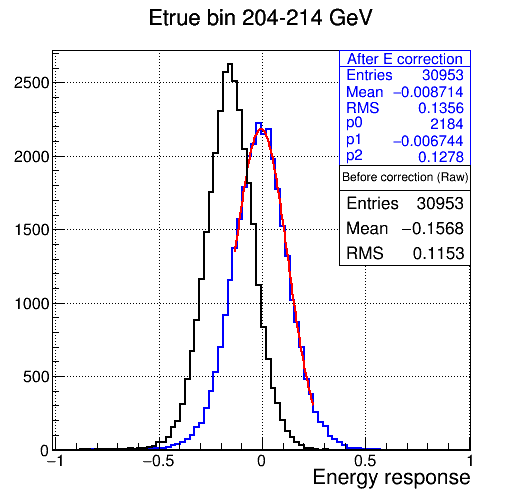 Etrue bin 204-214 GeV
After E correction
Entries 30953
Mean −0.008714
RMS 0.1356
p0 2184
p1 −0.006744
p2 0.1278
Before correction (Raw)
Entries 30953
Mean −0.1568
RMS 0.1153
2500
2000
1500
1000
500
0
−1 −0.5 0 0.5 1
Energy response